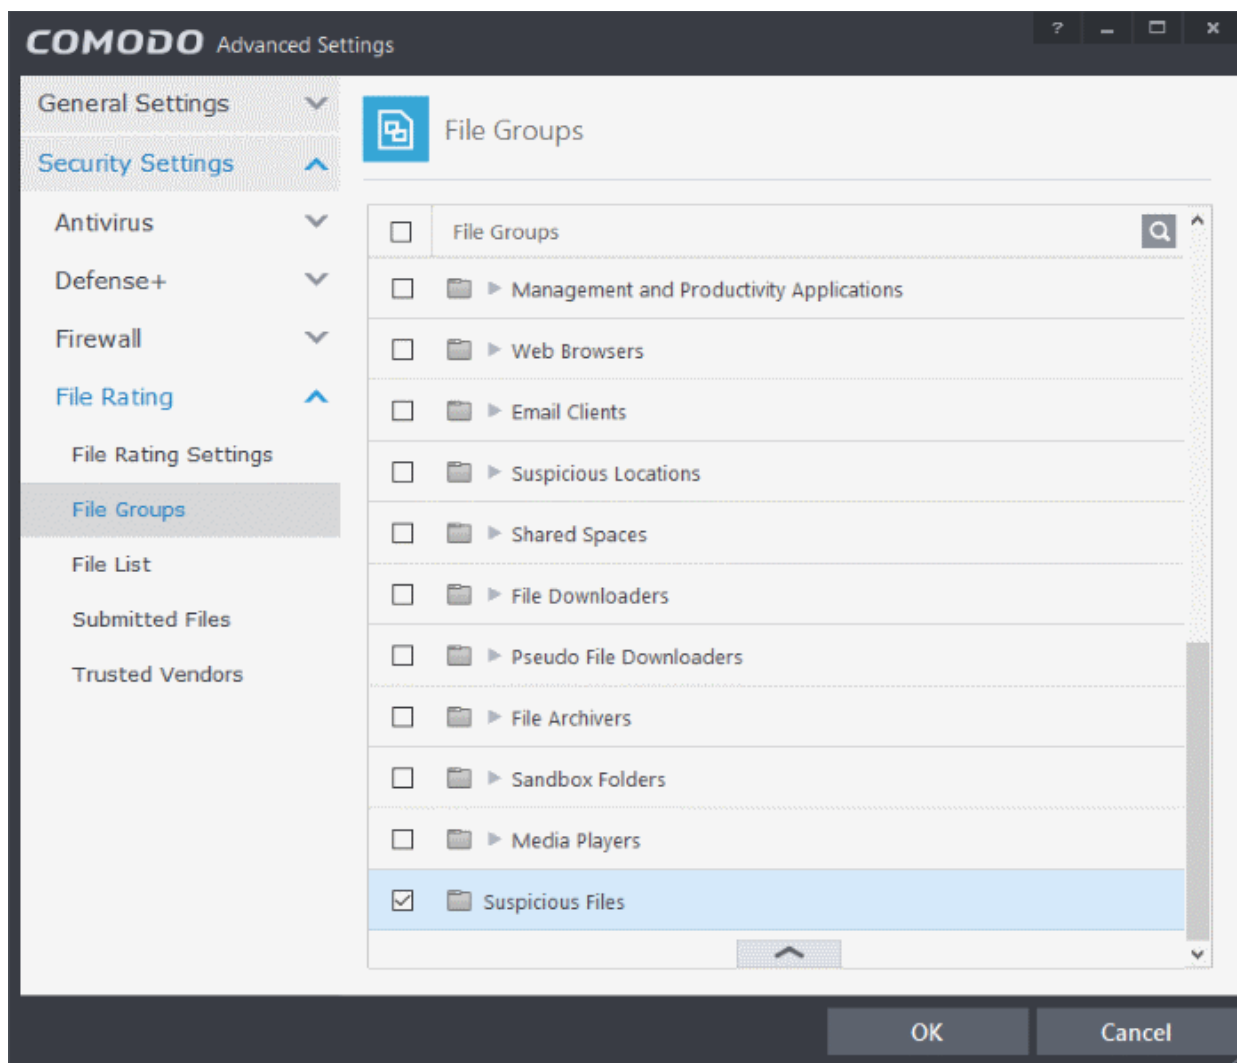 COMODO Advanced Settings
?
General Settings
Security Settings
Antivirus
Defense+
Firewall
File Rating
File Rating Settings
File Groups
File List
Submitted Files
Trusted Vendors
File Groups
File Groups
Management and Productivity Applications
Web Browsers
Email Clients
Suspicious Locations
Shared Spaces
File Downloaders
Pseudo File Downloaders
File Archivers
Sandbox Folders
Media Players
Suspicious Files
OK
Cancel